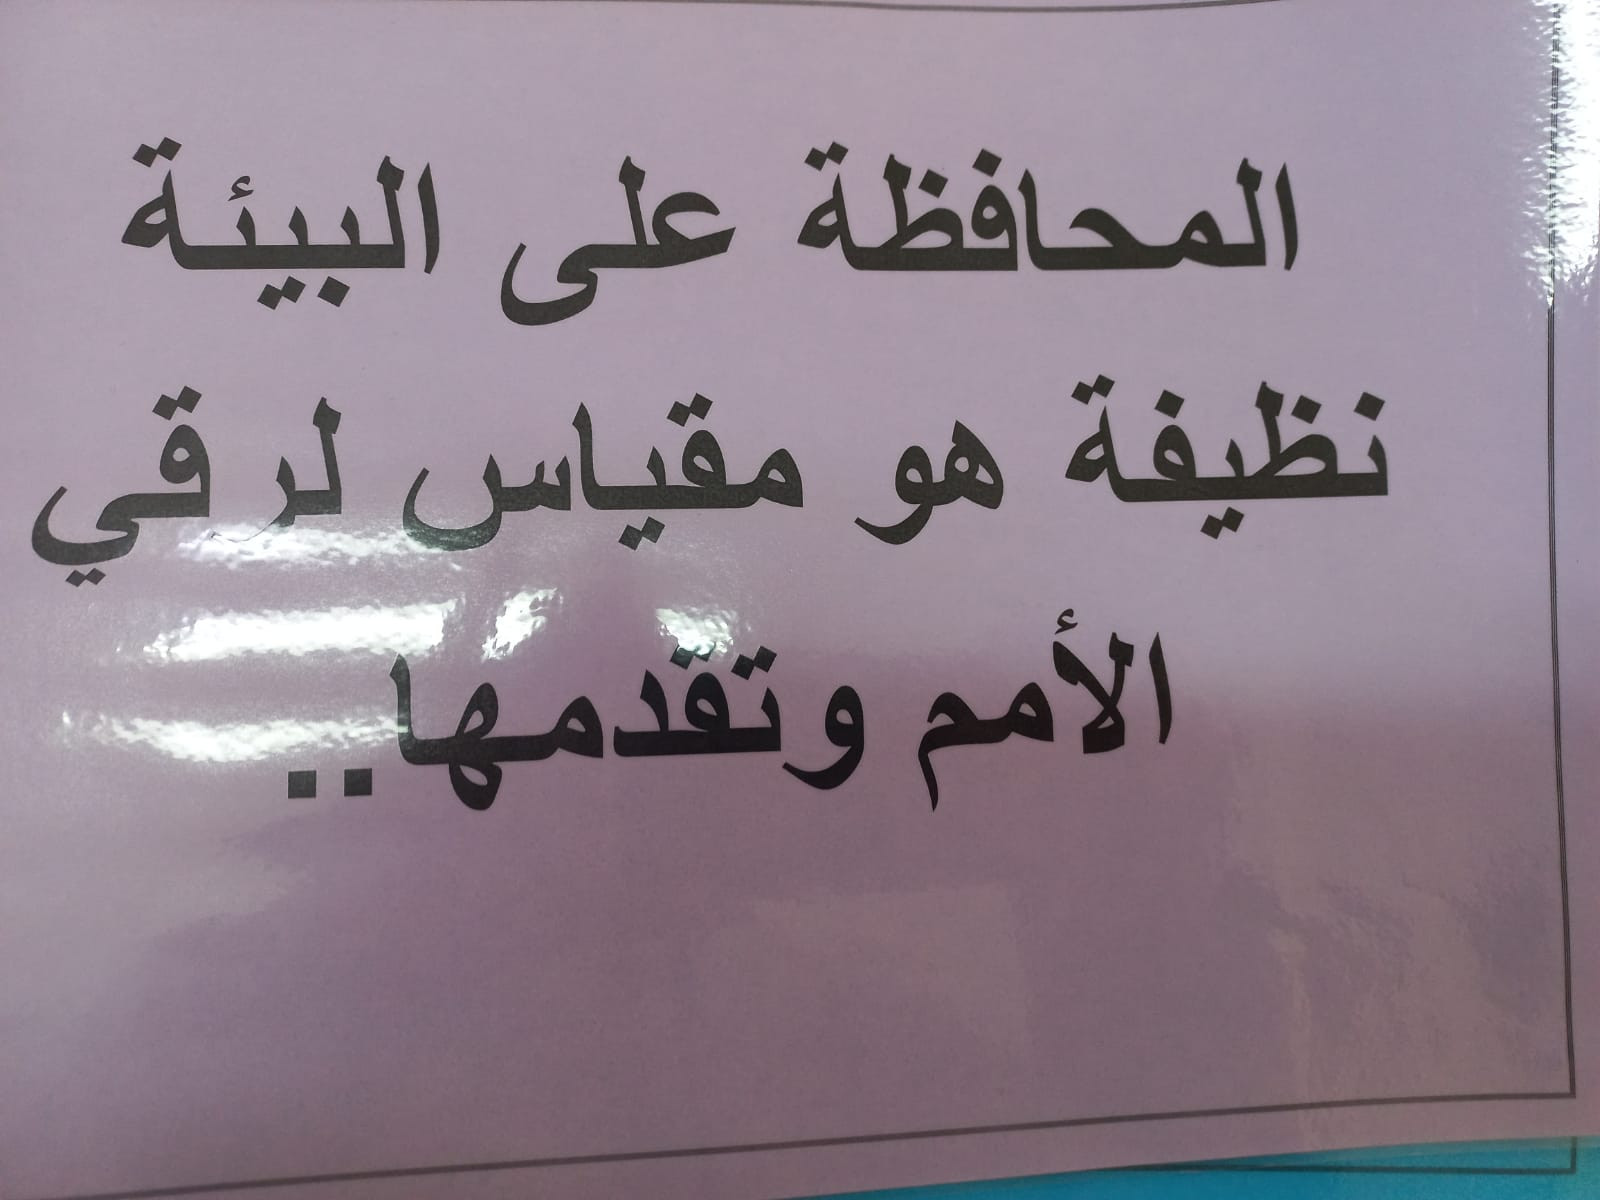 المحافظة على البيئة
نظيفة هو مقياس لرقي
الأمم وتقدمها..